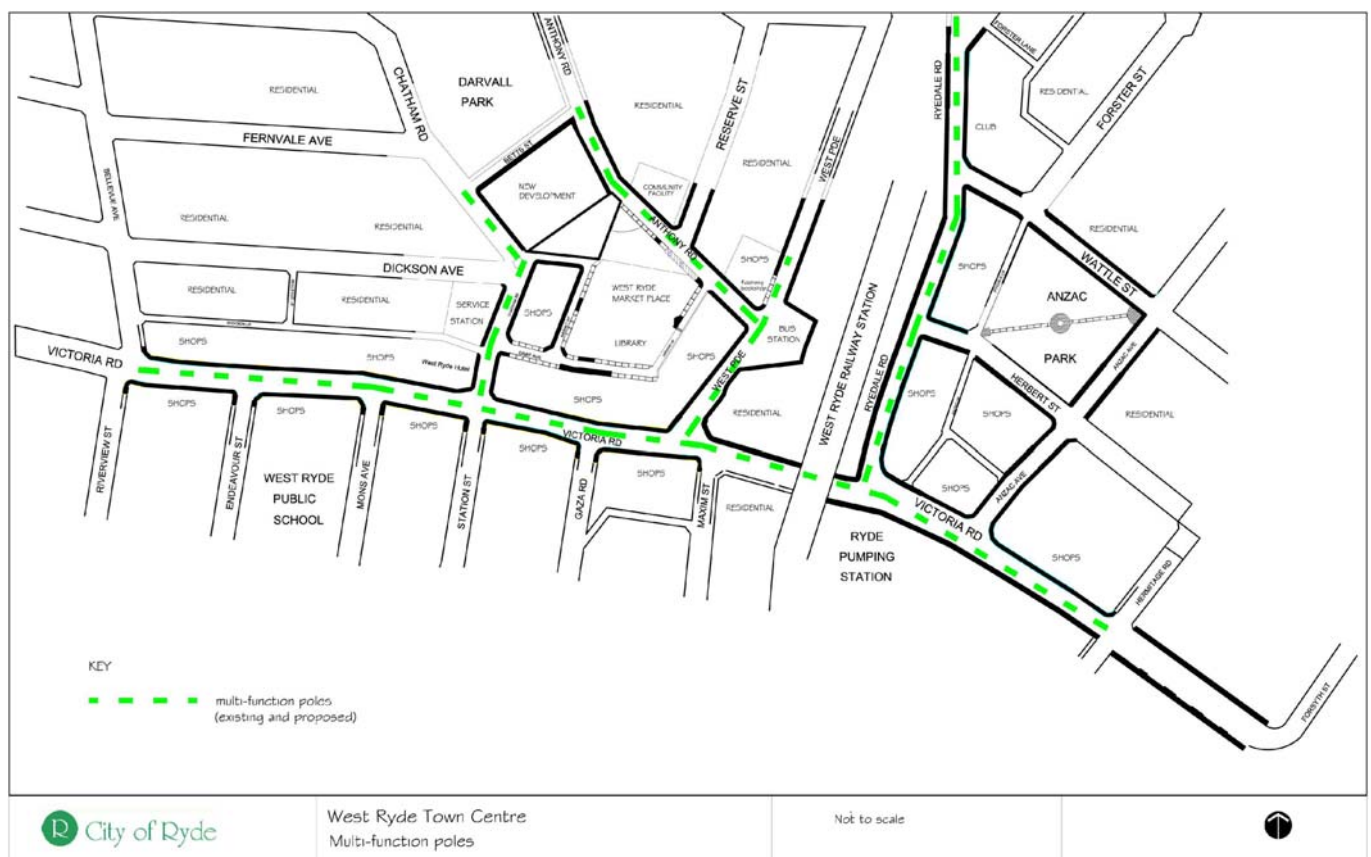 ANTHONY RD
FORSTER LANE
CHATHAM RD
DARVALL
PARK
RESIDENTIAL
RESIDENTIAL
RESERVE ST
RYEDALE RD
RESIDENTIAL
FORSTER ST
CLUB
FERNVALE AVE
BETTS ST
WEST PDE
RESIDENTIAL
BELLEVUE AVE
NEW
DEVELOPMENT
COMMUNITY
FACILITY
RESIDENTIAL
RESIDENTIAL
ANTHONY RD
RESIDENTIAL
WATTLE ST
DICKSON AVE
SHOPS
SHOPS
RESIDENTIAL
RESIDENTIAL
SERVICE
STATION
SHOPS
WEST RYDE
MARKET PLACE
ANZAC
PARK
BUS
STATION
WEST RYDE RAILWAY STATION
LIBRARY
SHOPS
SHOPS
SHOPS
West Ryde Hotel
VICTORIA RD
WEST PDE
RYEDALE RD
ANZAC AVE
HERBERT ST
SHOPS
SHOPS
SHOPS
RESIDENTIAL
RESIDENTIAL
SHOPS
SHOPS
SHOPS
VICTORIA RD
SHOPS
SHOPS
RIVERVIEW ST
ENDEAVOUR ST
WEST RYDE
PUBLIC
SCHOOL
MONS AVE
STATION ST
GAZA RD
MAXIM ST
RESIDENTIAL
SHOPS
ANZAC AVE
VICTORIA RD
RYDE
PUMPING
STATION
SHOPS
HERMITAGE RD
FORSYTH ST
KEY
multi-function poles
(existing and proposed)
R City of Ryde
West Ryde Town Centre
Multi-function poles
Not to scale